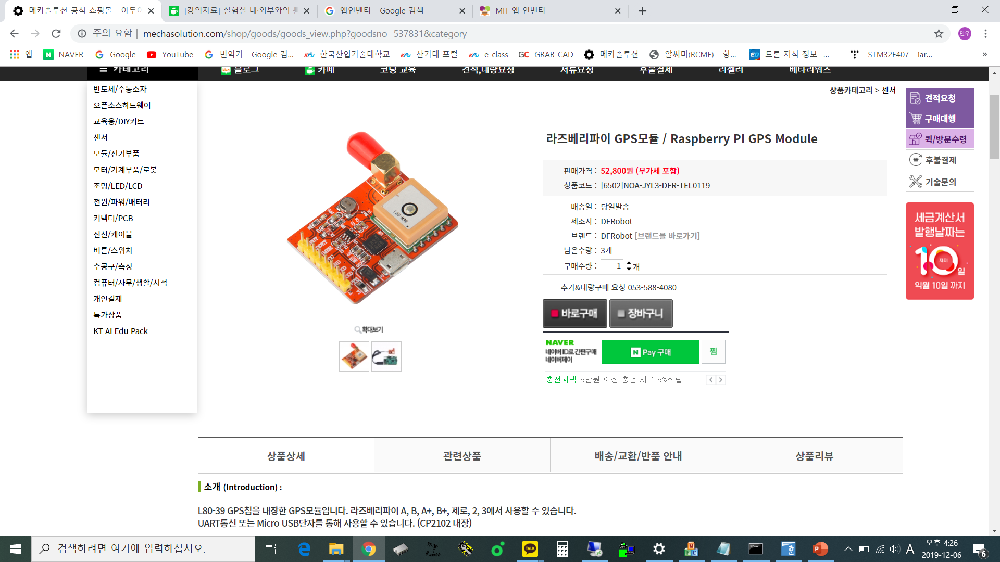 메카솔루션 공식 쇼핑몰 - 아두이
[강의자료] 실험실 내·외부와의 통
앱인벤터 - Google 검색
MIT 앱 인벤터
주의 요함
mechasolution.com/shop/goods/goods_view.php?goodsno=537831&category=
민우
앱
NAVER
Google
YouTube
번역기 - Google 검...
한국산업기술대학교
산기대 포털
e-class
GRAB-CAD
메카솔루션
알씨미(RCME) - 항...
드론 지식 정보 -...
STM32F407 - iar...
카테고리
블로그
카페
코딩 교육
견적,대량요청
서류요청
후불결제
리셀러
베타리워즈
반도체/수동소자
오픈소스하드웨어
교육용/DIY키트
센서
모듈/전기부품
모터/기계부품/로봇
조명/LED/LCD
전원/파워/배터리
커넥터/PCB
전선/케이블
버튼/스위치
수공구/측정
컴퓨터/사무/생활/서적
개인결제
특가상품
KT AI Edu Pack
상품카테고리 > 센서
L80-M39
확대보기
라즈베리파이 GPS모듈 / Raspberry PI GPS Module
판매가격 : 52,800원 (부가세 포함)
상품코드 : [6502]NOA-JYL3-DFR-TEL0119
배송일 : 당일발송
제조사 : DFRobot
브랜드 : DFRobot [브랜드몰 바로가기]
남은수량 : 3개
구매수량 : 1 개
추가&대량구매 요청 053-588-4080
바로구매
장바구니
NAVER
네이버ID로 간편구매
네이버페이
N Pay 구매
찜
충전혜택 5만원 이상 충전 시 1.5%적립!
견적요청
구매대행
퀵/방문수령
후불결제
기술문의
세금계산서
발행날짜는
10일
까지
익월 10일 까지
상품상세
관련상품
배송/교환/반품 안내
상품리뷰
소개 (Introduction) :
L80-39 GPS칩을 내장한 GPS모듈입니다. 라즈베리파이 A, B, A+, B+, 제로, 2, 3에서 사용할 수 있습니다.
UART통신 또는 Micro USB단자를 통해 사용할 수 있습니다. (CP2102 내장)
검색하려면 여기에 입력하십시오.
My Robot
TALK
A
오후 4:26
2019-12-06
6